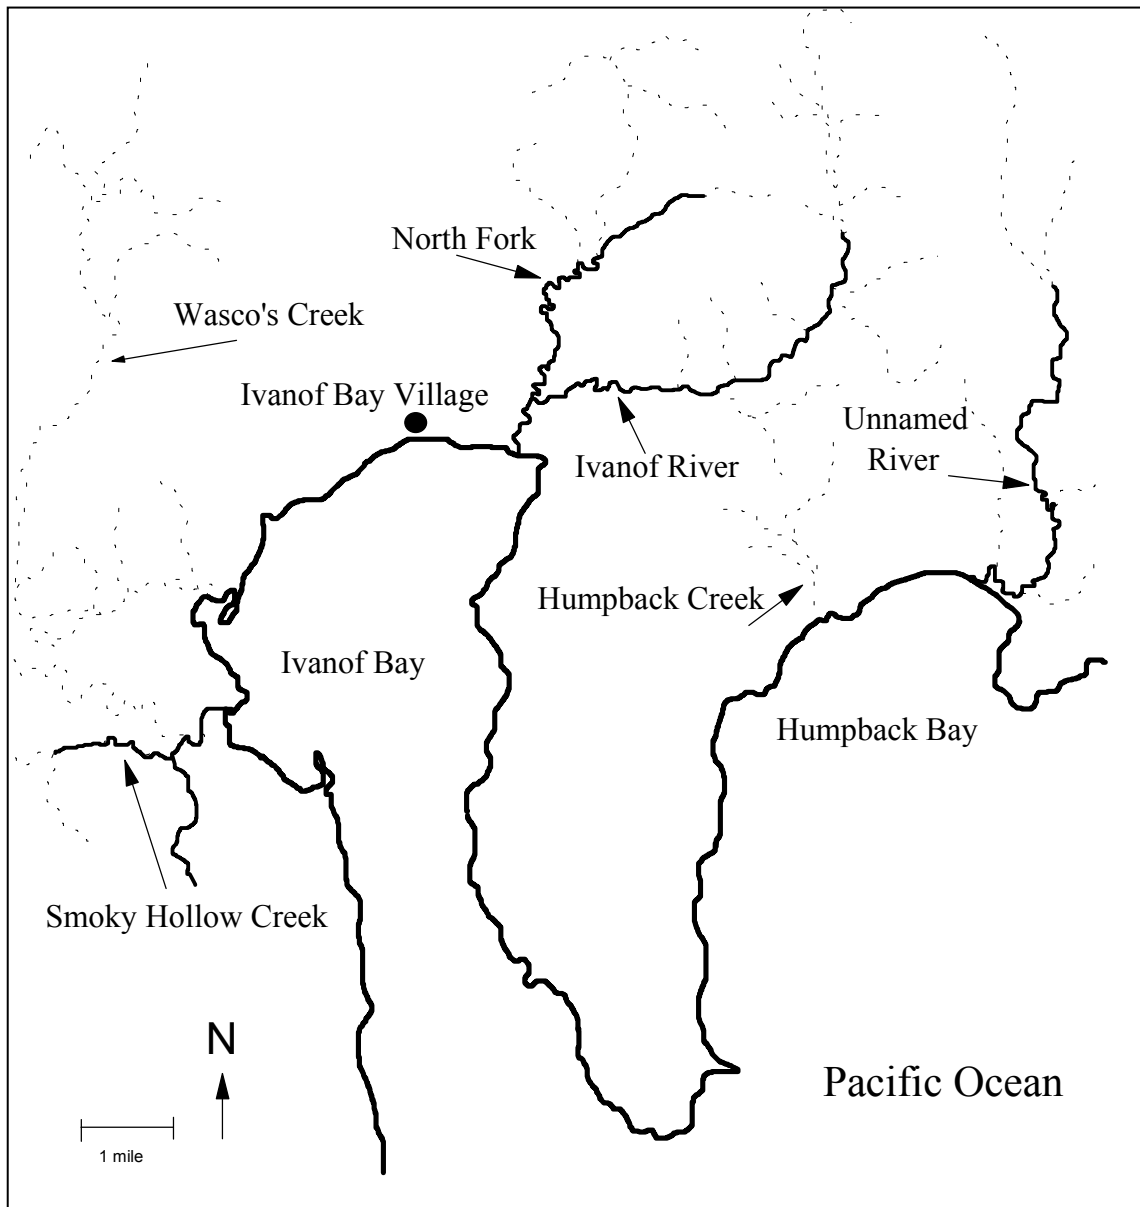 North Fork
Wasco's Creek
Ivanof Bay Village
Unnamed
River
Ivanof River
Humpback Creek
Ivanof Bay
Humpback Bay
Smoky Hollow Creek
N
Pacific Ocean
1 mile